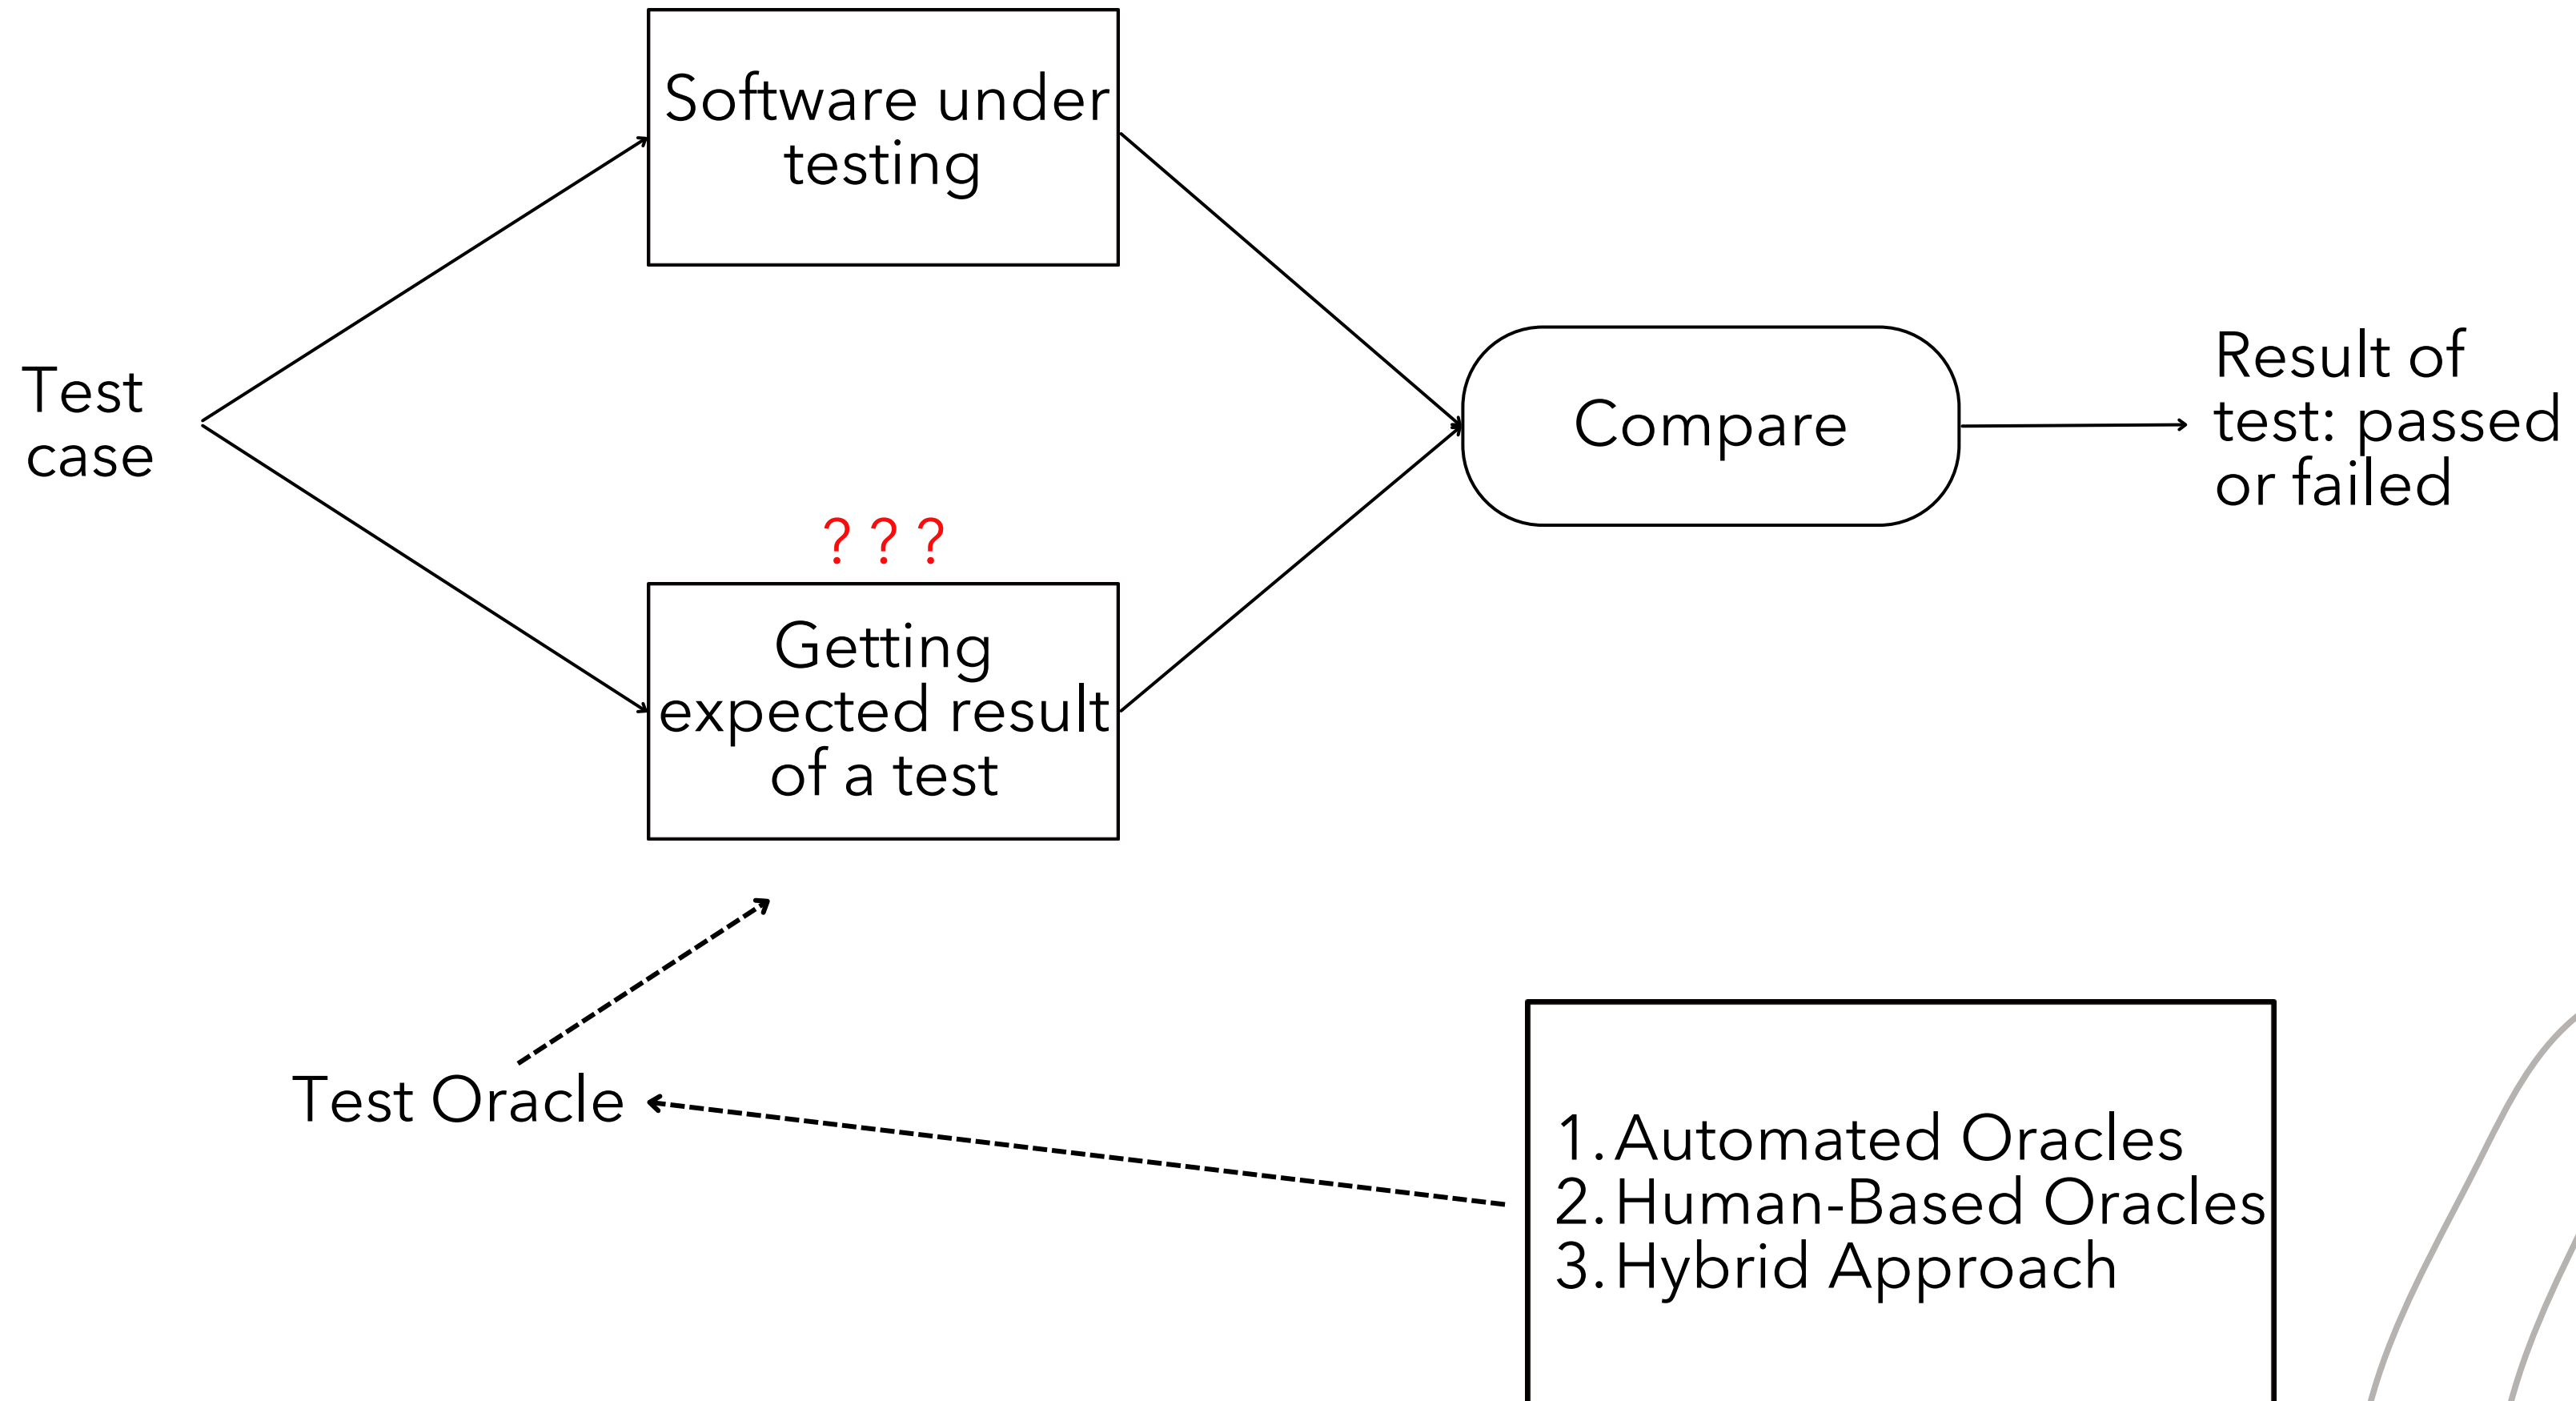 Software under
testing
Test
case
Compare
Result of
test: passed
or failed
? ? ?
Getting
expected result
of a test
Test Oracle
1. Automated Oracles
2. Human-Based Oracles
3. Hybrid Approach